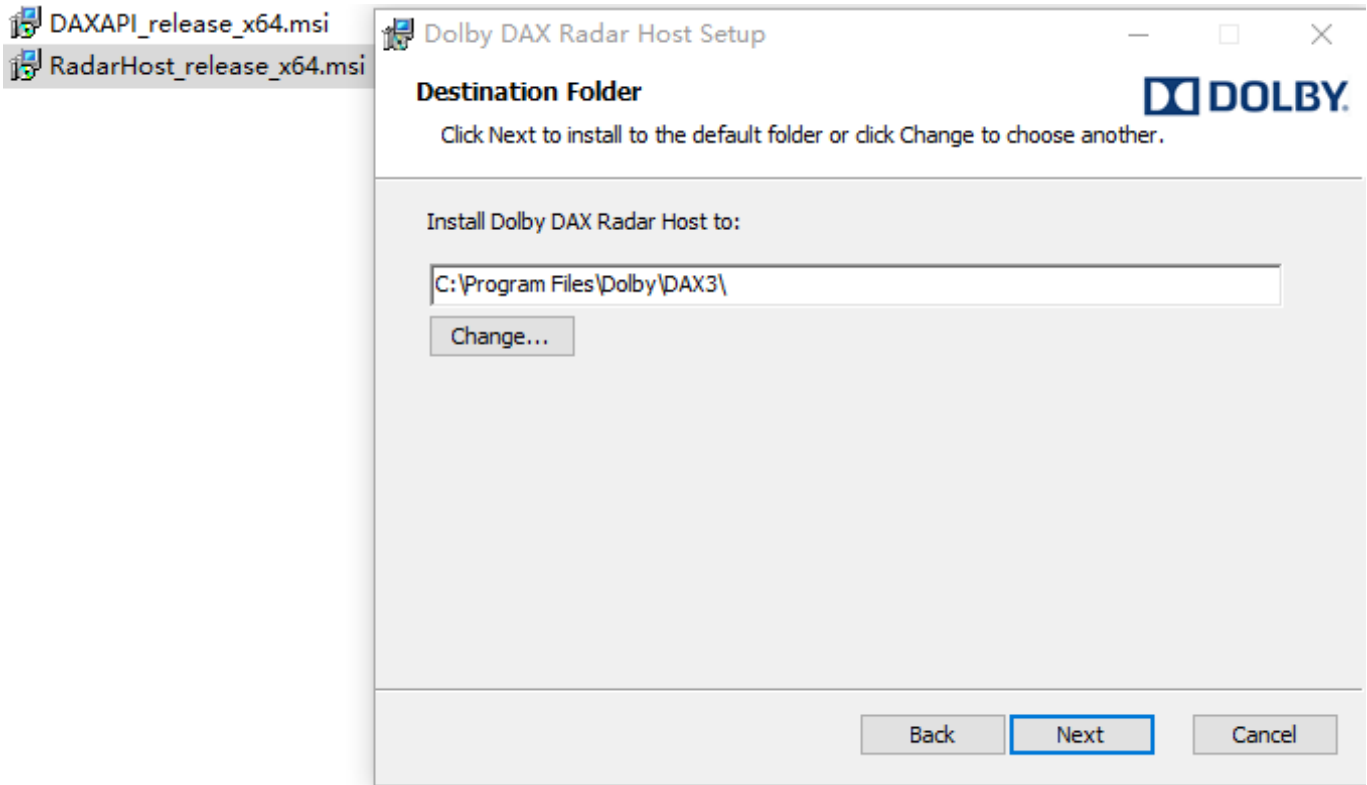 DAXAPI_release_x64.msi
RadarHost_release_x64.msi
Dolby DAX Radar Host Setup
Destination Folder
DOLBY.
Click Next to install to the default folder or click Change to choose another.
Install Dolby DAX Radar Host to:
C:\Program Files\Dolby\DAX3\
Change...
Back
Next
Cancel